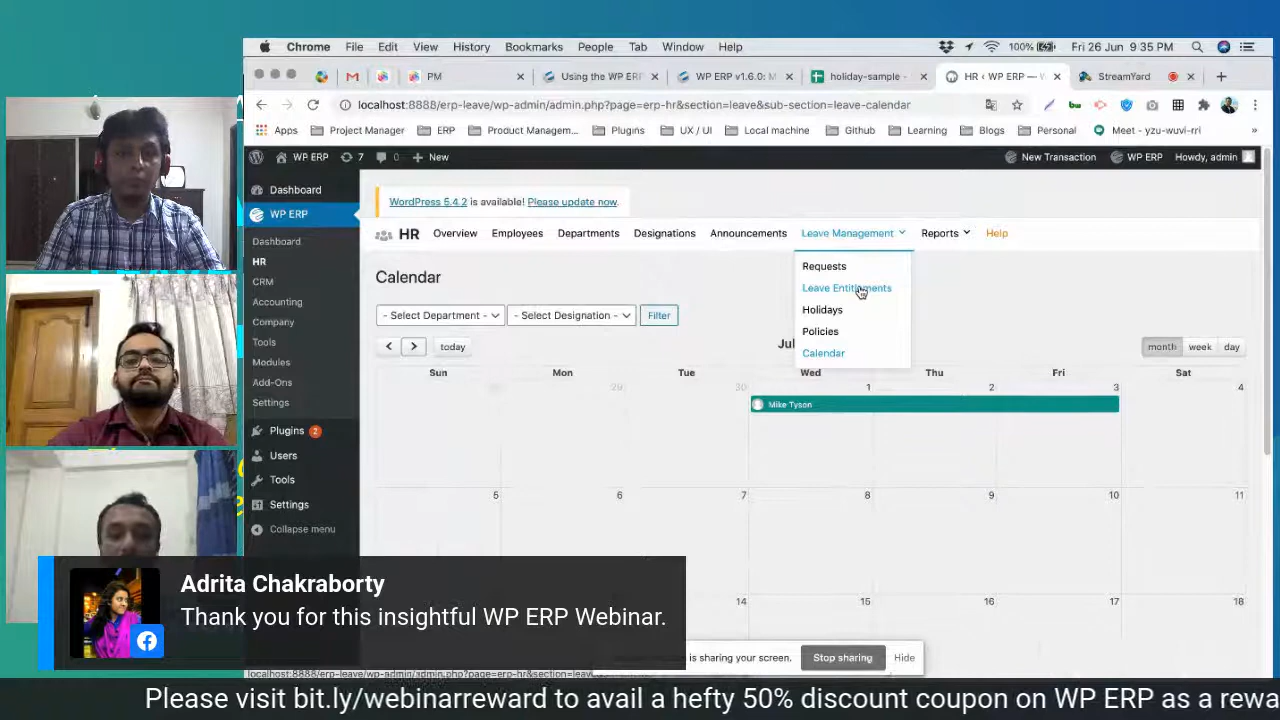 Chrome File Edit View History Bookmarks People Tab Window Help 100% Fri 26 Jun 9:35 PM
PM Using the WP ERP WP ERP v1.6.0: M holiday-sample - HR ‹ WP ERP — W StreamYard
localhost:8888/erp-leave/wp-admin/admin.php?page=erp-hr&section=leave&sub-section=leave-calendar
Apps Project Manager ERP Product Managem... Plugins UX / UI Local machine Github Learning Blogs Personal Meet - yzu-wuvi-rri »
WP ERP 7 0 New New Transaction WP ERP Howdy, admin
Dashboard
WP ERP
Dashboard
HR
CRM
Accounting
Company
Tools
Modules
Add-Ons
Settings
Plugins 2
Users
Tools
Settings
Collapse menu
WordPress 5.4.2 is available! Please update now.
HR Overview Employees Departments Designations Announcements Leave Management Reports Help
Requests
Leave Entitlements
Holidays
Policies
Calendar
Calendar
- Select Department - - Select Designation - Filter
today Jul month week day
Sun Mon Tue Wed Thu Fri Sat
29 30 1 2 3 4
Mike Tyson
5 6 7 8 9 10 11
14 15 16 17 18
Adrita Chakraborty
Thank you for this insightful WP ERP Webinar.
is sharing your screen. Stop sharing Hide
Please visit bit.ly/webinarreward to avail a hefty 50% discount coupon on WP ERP as a rewa